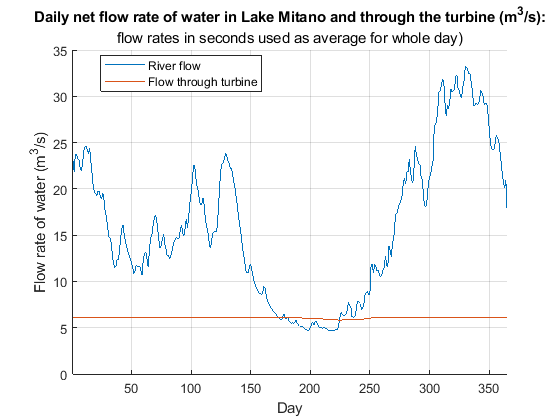 Daily net flow rate of water in Lake Mitano and through the turbine (m³/s):
flow rates in seconds used as average for whole day)
River flow
Flow through turbine
Flow rate of water (m³/s)
35
30
25
20
15
10
5
0
50 100 150 200 250 300 350
Day